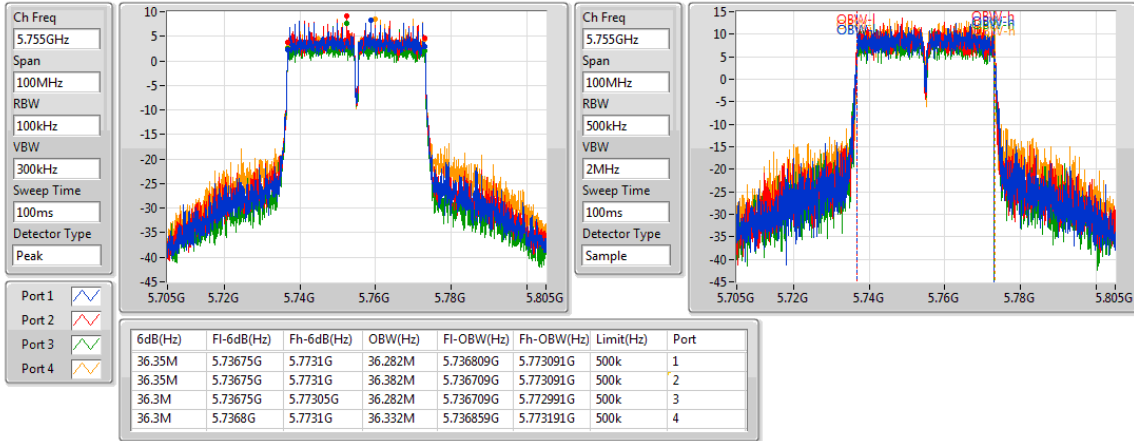 Ch Freq
5.755GHz
Span
100MHz
RBW
100kHz
VBW
300kHz
Sweep Time
100ms
Detector Type
Peak
10
5
0
-5
-10
-15
-20
-25
-30
-35
-40
-45
5.705G 5.72G 5.74G 5.76G 5.78G 5.805G
Ch Freq
5.755GHz
Span
100MHz
RBW
500kHz
VBW
2MHz
Sweep Time
100ms
Detector Type
Sample
15
10
5
0
-5
-10
-15
-20
-25
-30
-35
-40
-45
5.705G 5.72G 5.74G 5.76G 5.78G 5.805G
Port 1
Port 2
Port 3
Port 4
6dB(Hz) Fl-6dB(Hz) Fh-6dB(Hz) OBW(Hz) Fl-OBW(Hz) Fh-OBW(Hz) Limit(Hz) Port
36.35M 5.73675G 5.7731G 36.282M 5.736809G 5.773091G 500k 1
36.35M 5.73675G 5.7731G 36.382M 5.736709G 5.773091G 500k 2
36.3M 5.73675G 5.77305G 36.282M 5.736709G 5.772991G 500k 3
36.3M 5.7368G 5.7731G 36.332M 5.736859G 5.773191G 500k 4